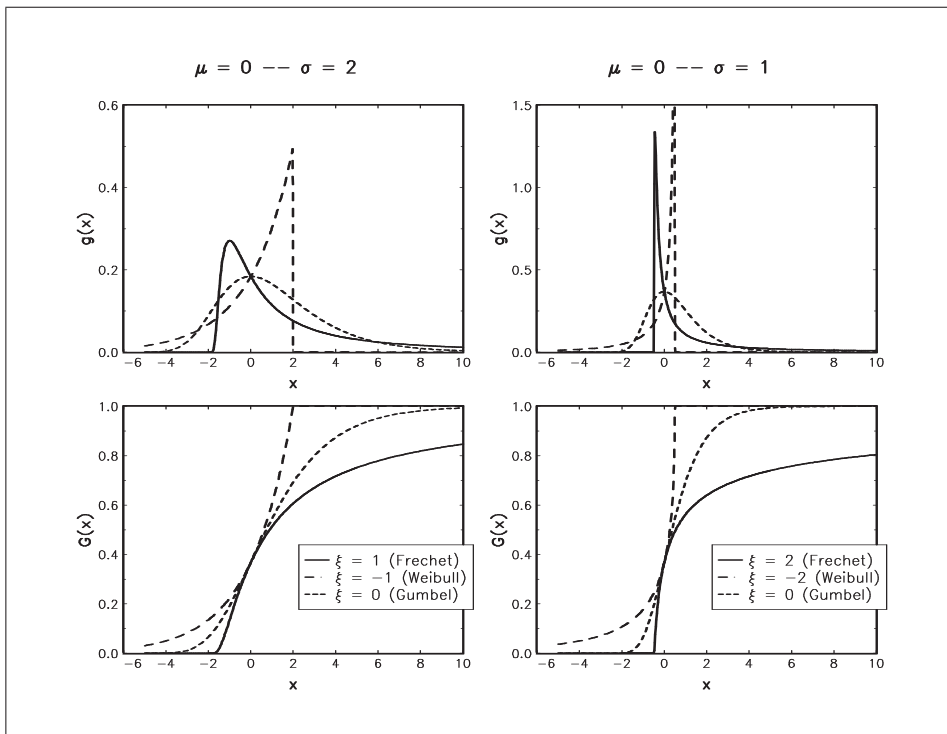 μ = 0 –– σ = 2
μ = 0 –– σ = 1
0.6
0.4
0.2
0.0
g(x)
−6 −4 −2 0 2 4 6 8 10
x
1.5
1.0
0.5
0.0
g(x)
−6 −4 −2 0 2 4 6 8 10
x
1.0
0.8
0.6
0.4
0.2
0.0
G(x)
ξ = 1 (Frechet)
ξ = −1 (Weibull)
ξ = 0 (Gumbel)
−6 −4 −2 0 2 4 6 8 10
x
1.0
0.8
0.6
0.4
0.2
0.0
G(x)
ξ = 2 (Frechet)
ξ = −2 (Weibull)
ξ = 0 (Gumbel)
−6 −4 −2 0 2 4 6 8 10
x